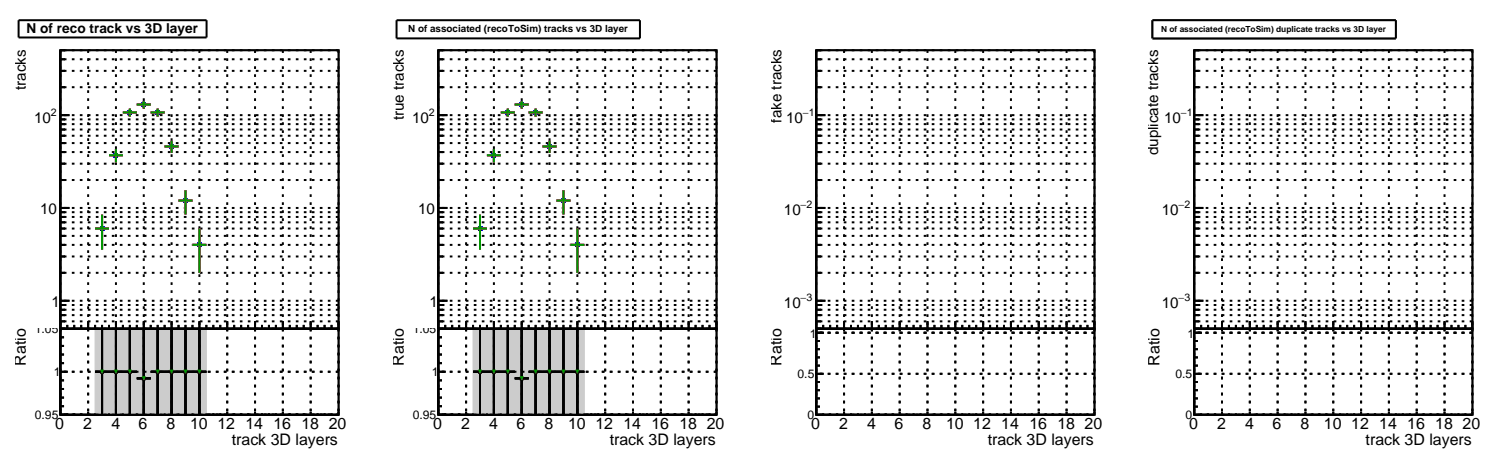 N of reco track vs 3D layer
tracks
10²
10
1
Ratio
1.05
1
0.95
0 2 4 6 8 10 12 14 16 18 20
track 3D layers
N of associated (recoToSim) tracks vs 3D layer
true tracks
10²
10
1
Ratio
1.05
1
0.95
0 2 4 6 8 10 12 14 16 18 20
track 3D layers
fake tracks
10⁻¹
10⁻²
10⁻³
Ratio
1
0.5
0
0 2 4 6 8 10 12 14 16 18 20
track 3D layers
N of associated (recoToSim) duplicate tracks vs 3D layer
duplicate tracks
10⁻¹
10⁻²
10⁻³
Ratio
1
0.5
0
0 2 4 6 8 10 12 14 16 18 20
track 3D layers